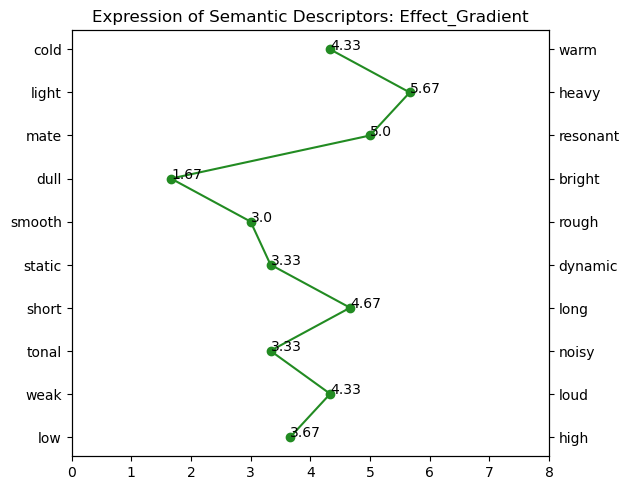 Expression of Semantic Descriptors: Effect_Gradient
cold 4.33 warm
light 5.67 heavy
mate 5.0 resonant
dull 1.67 bright
smooth 3.0 rough
static 3.33 dynamic
short 4.67 long
tonal 3.33 noisy
weak 4.33 loud
low 3.67 high
0 1 2 3 4 5 6 7 8